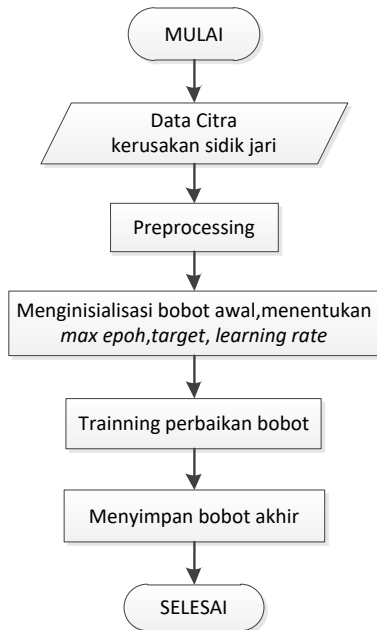 MULAI
Data Citra
kerusakan sidik jari
Preprocessing
Menginisialisasi bobot awal,menentukan
max epoh,target, learning rate
Trainning perbaikan bobot
Menyimpan bobot akhir
SELESAI